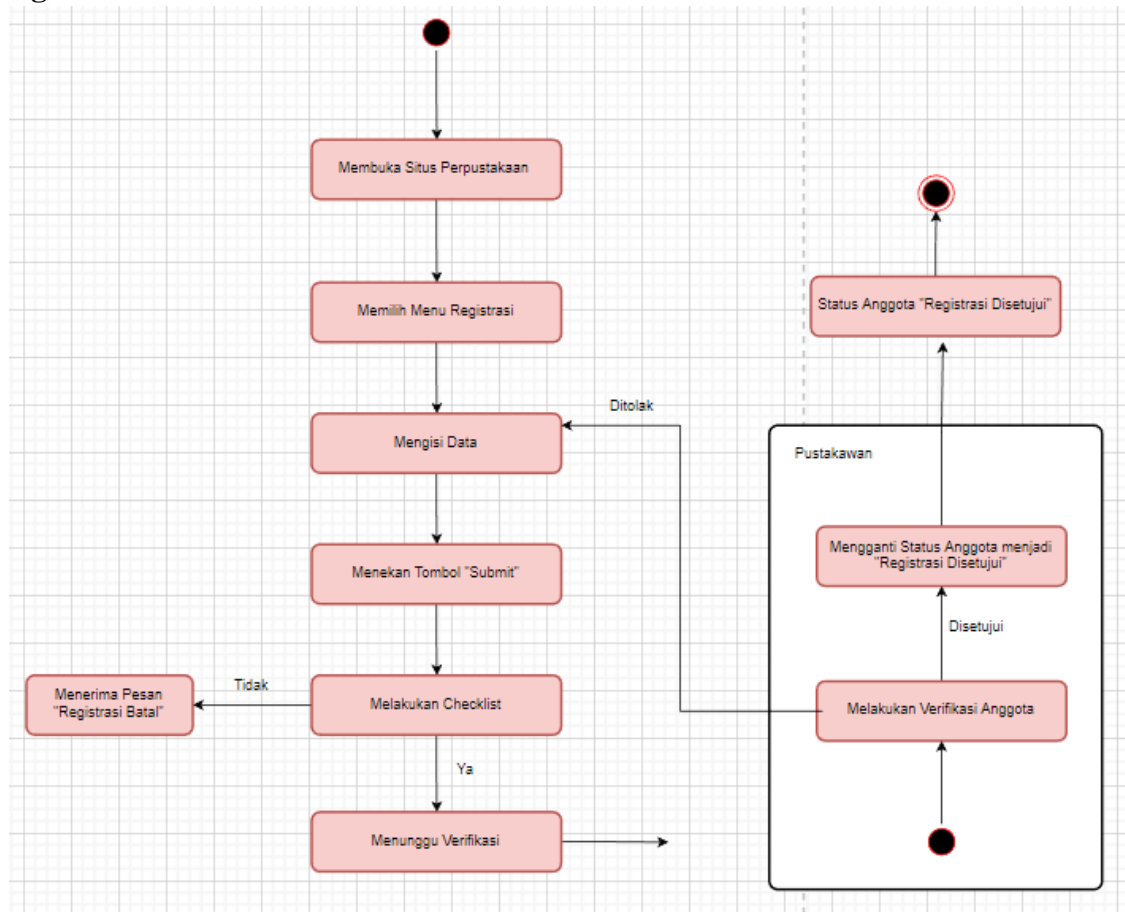 Membuka Situs Perpustakaan
Memilih Menu Registrasi
Mengisi Data
Menekan Tombol "Submit"
Melakukan Checklist
Tidak
Menerima Pesan
"Registrasi Batal"
Ya
Menunggu Verifikasi
Ditolak
Status Anggota "Registrasi Disetujui"
Pustakawan
Mengganti Status Anggota menjadi
"Registrasi Disetujui"
Disetujui
Melakukan Verifikasi Anggota